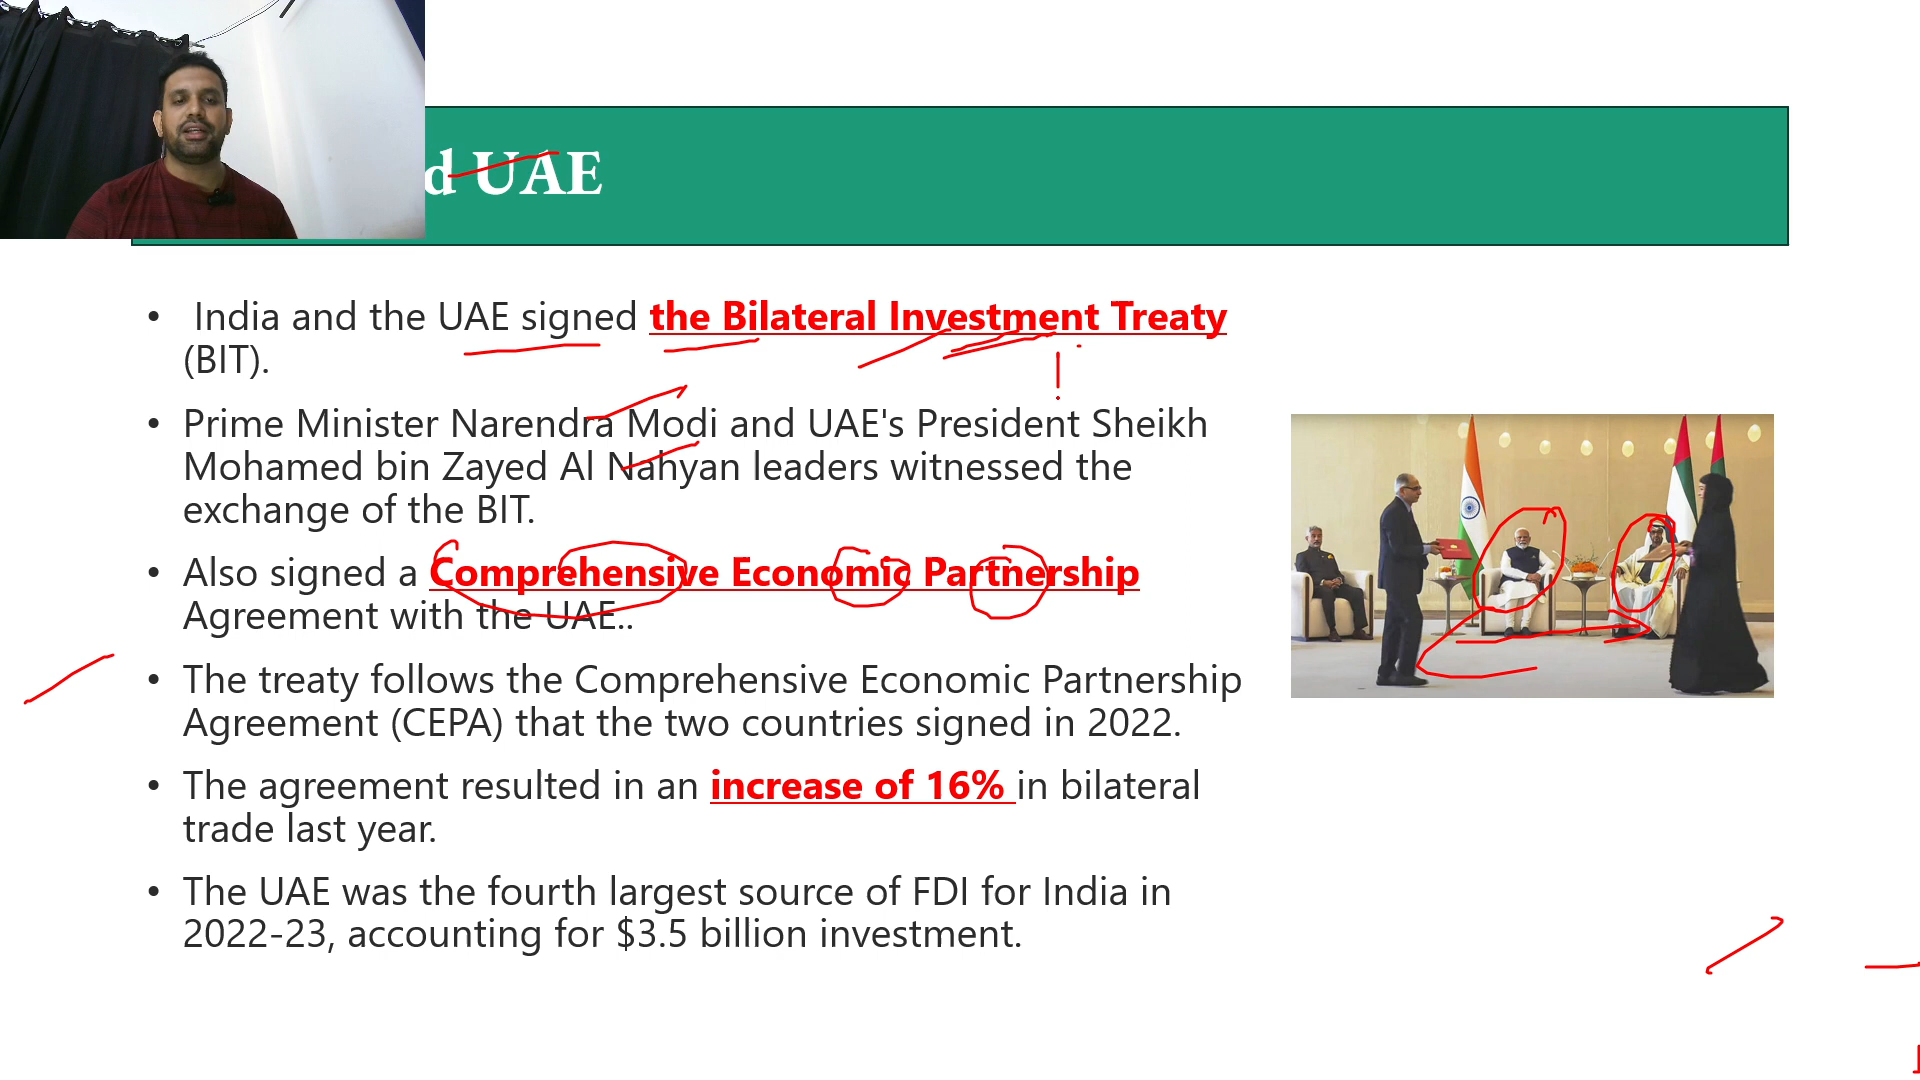 d UAE
• India and the UAE signed the Bilateral Investment Treaty
(BIT).
• Prime Minister Narendra Modi and UAE's President Sheikh
Mohamed bin Zayed Al Nahyan leaders witnessed the
exchange of the BIT.
• Also signed a Comprehensive Economic Partnership
Agreement with the UAE..
• The treaty follows the Comprehensive Economic Partnership
Agreement (CEPA) that the two countries signed in 2022.
• The agreement resulted in an increase of 16% in bilateral
trade last year.
• The UAE was the fourth largest source of FDI for India in
2022-23, accounting for $3.5 billion investment.